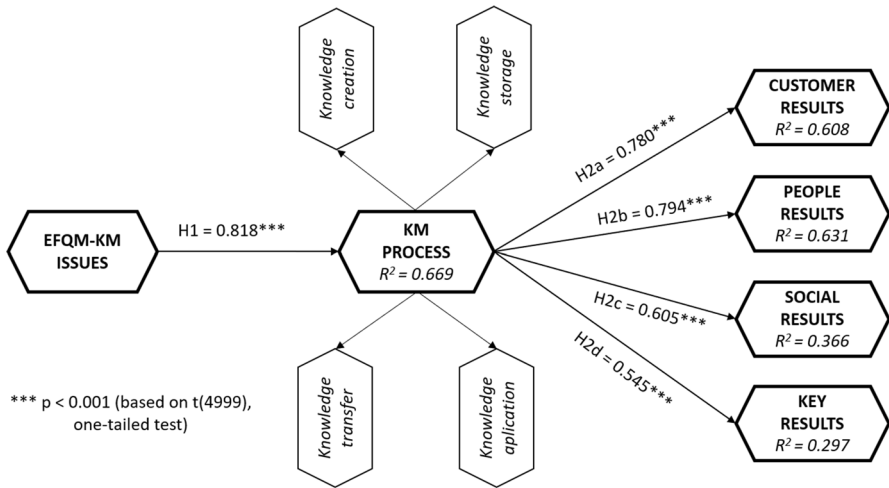 Knowledge
creation
Knowledge
storage
CUSTOMER
RESULTS
R² = 0.608
H2a = 0.780***
PEOPLE
RESULTS
R² = 0.631
H2b = 0.794***
EFQM-KM
ISSUES
H1 = 0.818***
KM
PROCESS
R² = 0.669
H2c = 0.605***
SOCIAL
RESULTS
R² = 0.366
H2d = 0.545***
KEY
RESULTS
R² = 0.297
Knowledge
transfer
Knowledge
aplication
*** p < 0.001 (based on t(4999),
one-tailed test)